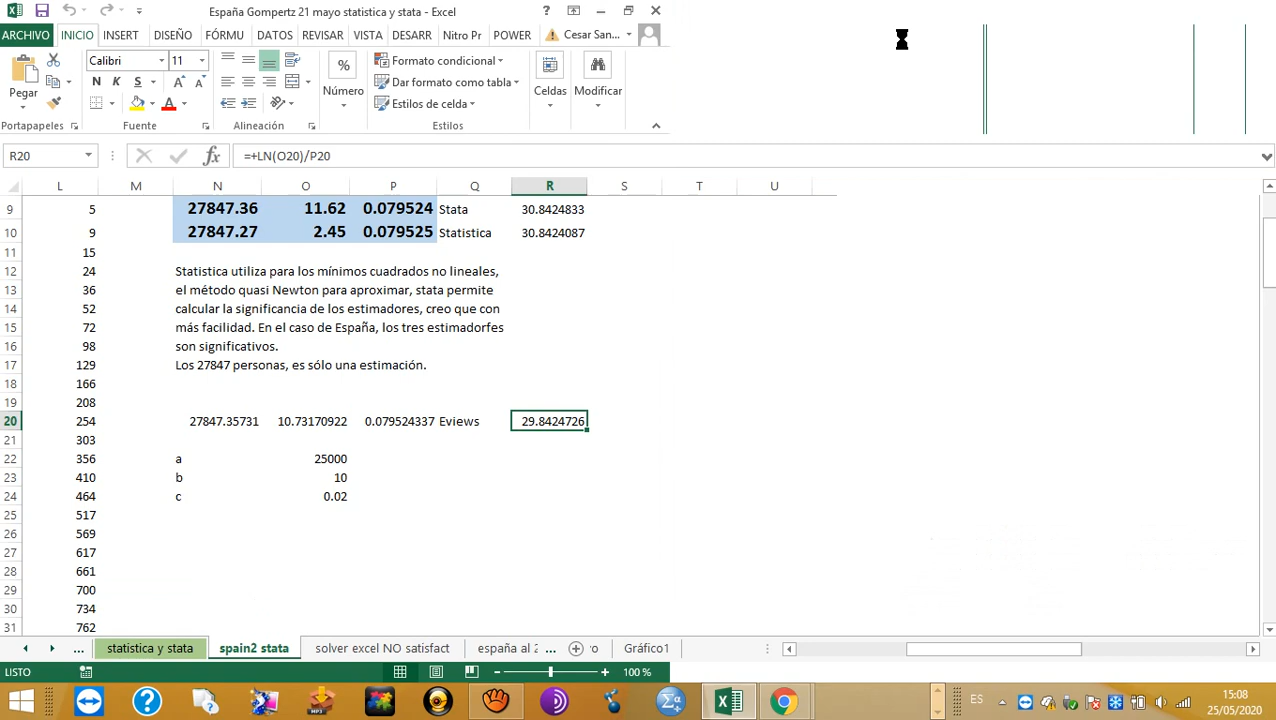 España Gompertz 21 mayo statistica y stata - Excel
ARCHIVO INICIO INSERT DISEÑO FÓRMU DATOS REVISAR VISTA DESARR Nitro Pr POWER Cesar San...
Calibri 11
Pegar N K S Número Formato condicional Dar formato como tabla Estilos de celda Celdas Modificar
Portapapeles Fuente Alineación Estilos
R20 fx =+LN(O20)/P20
L M N O P Q R S T U
9 5 27847.36 11.62 0.079524 Stata 30.8424833
10 9 27847.27 2.45 0.079525 Statistica 30.8424087
11 15
12 24 Statistica utiliza para los mínimos cuadrados no lineales,
13 36 el método quasi Newton para aproximar, stata permite
14 52 calcular la significancia de los estimadores, creo que con
15 72 más facilidad. En el caso de España, los tres estimadorfes
16 98 son significativos.
17 129 Los 27847 personas, es sólo una estimación.
18 166
19 208
20 254 27847.35731 10.73170922 0.079524337 Eviews 29.8424726
21 303
22 356 a 25000
23 410 b 10
24 464 c 0.02
25 517
26 569
27 617
28 661
29 700
30 734
31 762
... statistica y stata spain2 stata solver excel NO satisfact españa al 2 ... ro Gráfico1
LISTO 100 %
ES 15:08
25/05/2020